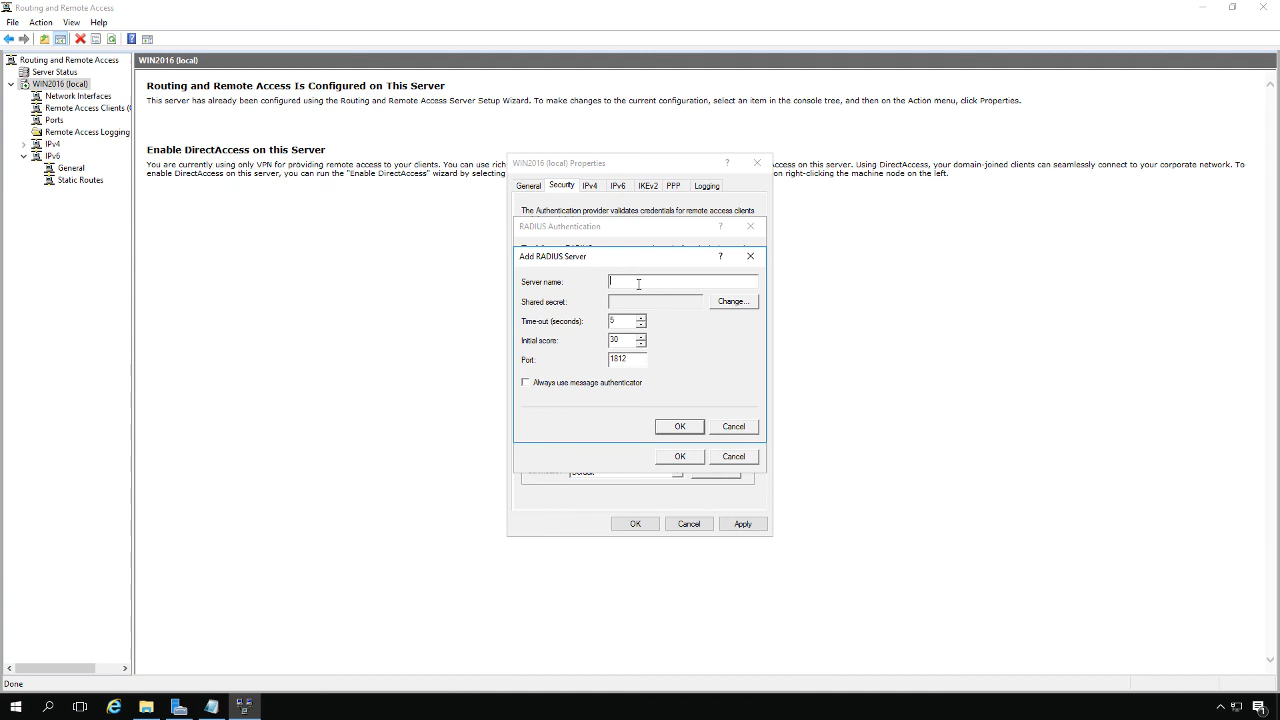 Routing and Remote Access
File Action View Help
Routing and Remote Access
Server Status
WIN2016 (local)
Network Interfaces
Remote Access Clients (
Ports
Remote Access Logging
IPv4
IPv6
General
Static Routes
WIN2016 (local)
Routing and Remote Access Is Configured on This Server
This server has already been configured using the Routing and Remote Access Server Setup Wizard. To make changes to the current configuration, select an item in the console tree, and then on the Action menu, click Properties.
Enable DirectAccess on this Server
You are currently using only VPN for providing remote access to your clients. You can use rich
Access on this server. Using DirectAccess, your domain-joined clients can seamlessly connect to your corporate network. To
enable DirectAccess on this server, you can run the "Enable DirectAccess" wizard by selecting
on right-clicking the machine node on the left.
WIN2016 (local) Properties
General Security IPv4 IPv6 IKEv2 PPP Logging
The Authentication provider validates credentials for remote access clients
RADIUS Authentication
Add RADIUS Server
Server name:
Shared secret:
Change...
Time-out (seconds): 5
Initial score: 30
Port: 1812
Always use message authenticator
OK Cancel
OK Cancel
OK Cancel Apply
Done
1